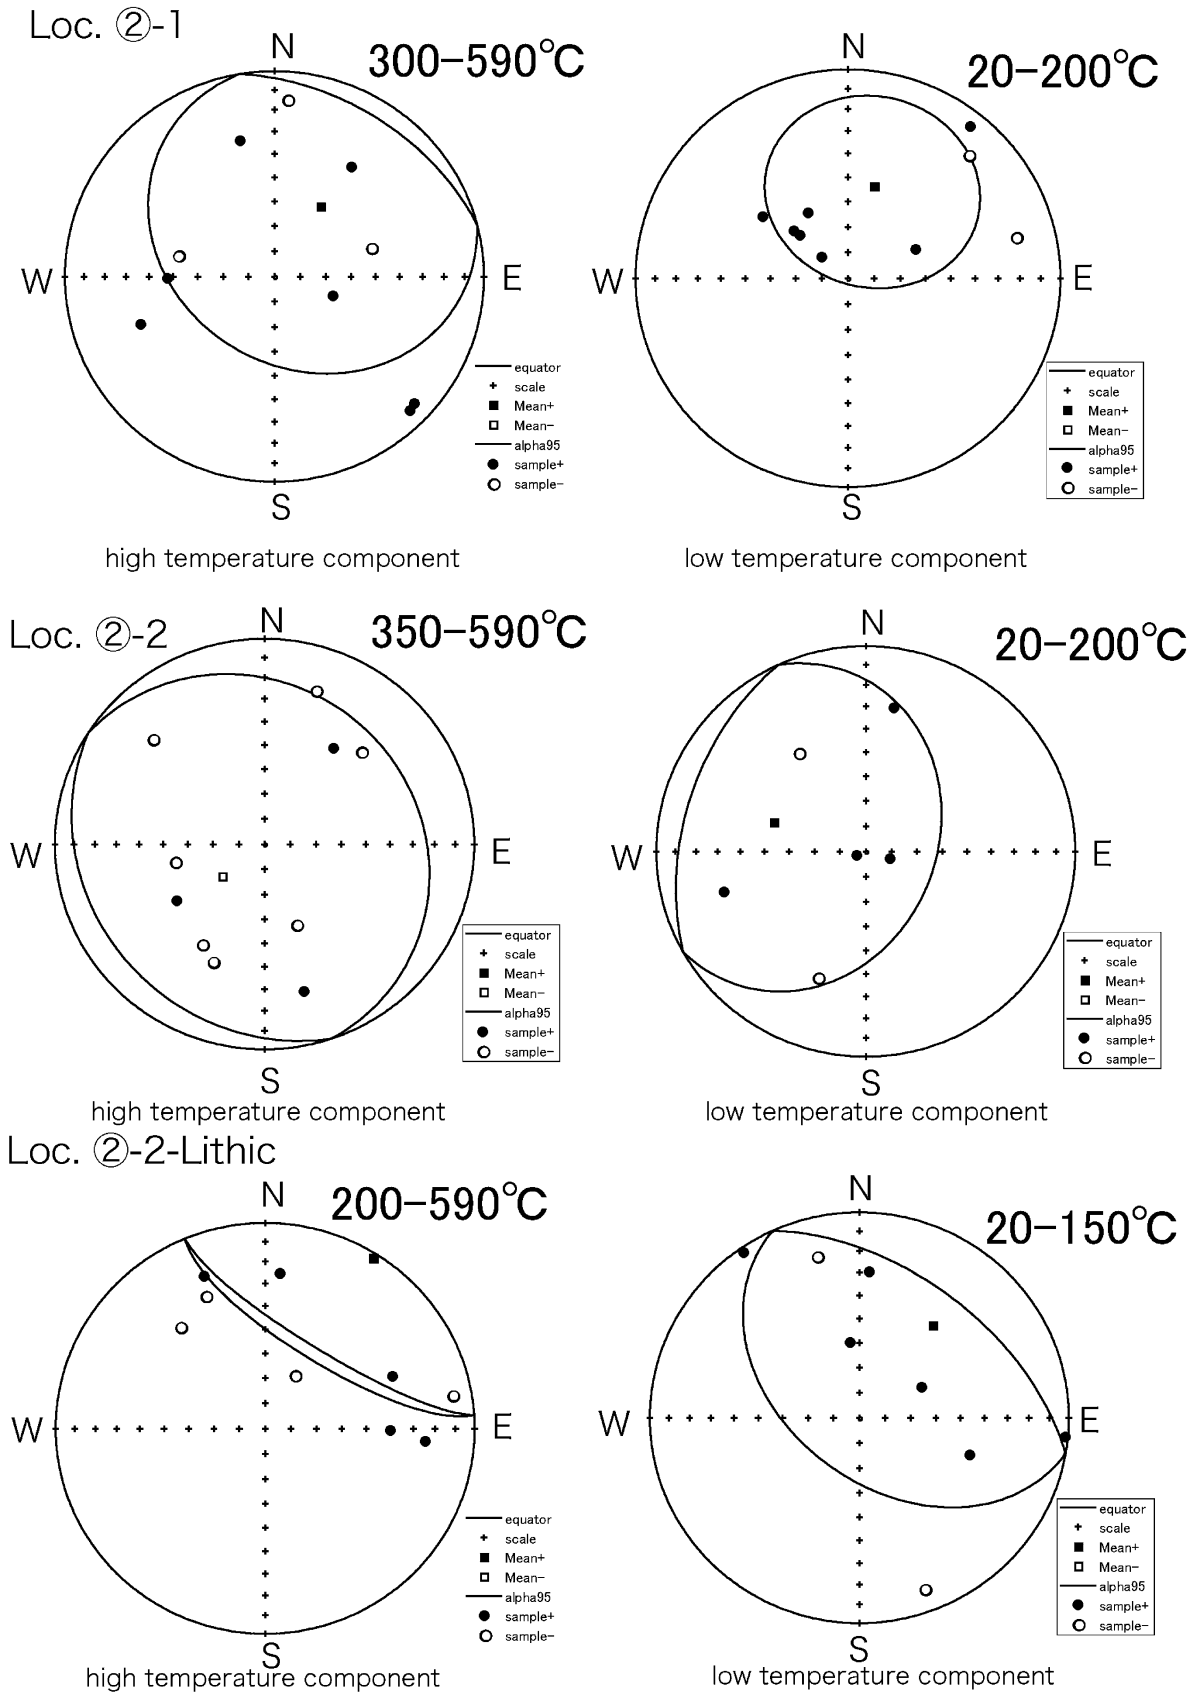 Loc. ②-1
300-590℃
20-200℃
N
W
E
S
equator
scale
Mean+
Mean-
alpha95
sample+
sample-
N
W
E
S
equator
scale
Mean+
Mean-
alpha95
sample+
sample-
high temperature component
low temperature component
Loc. ②-2
350-590℃
20-200℃
N
W
E
S
equator
scale
Mean+
Mean-
alpha95
sample+
sample-
N
W
E
S
equator
scale
Mean+
Mean-
alpha95
sample+
sample-
high temperature component
low temperature component
Loc. ②-2-Lithic
200-590℃
20-150℃
N
W
E
S
equator
scale
Mean+
Mean-
alpha95
sample+
sample-
N
W
E
S
equator
scale
Mean+
Mean-
alpha95
sample+
sample-
high temperature component
low temperature component